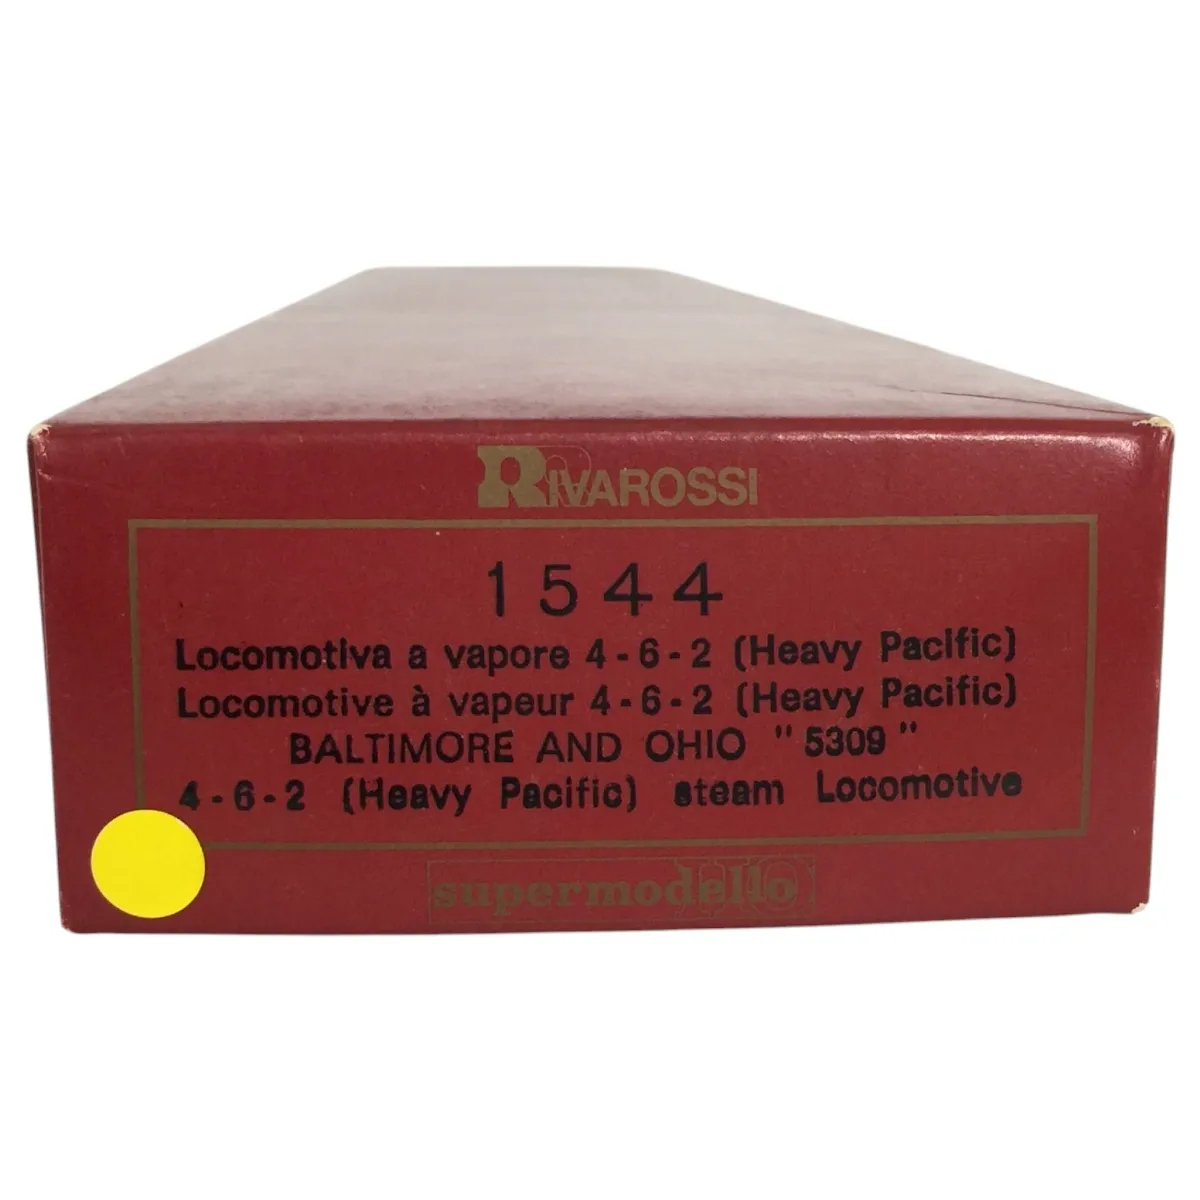 RIVAROSSI
1544
Locomotiva a vapore 4-6-2 (Heavy Pacific)
Locomotive à vapeur 4-6-2 (Heavy Pacific)
BALTIMORE AND OHIO "5309"
4-6-2 (Heavy Pacific) steam Locomotive
supermodello HO